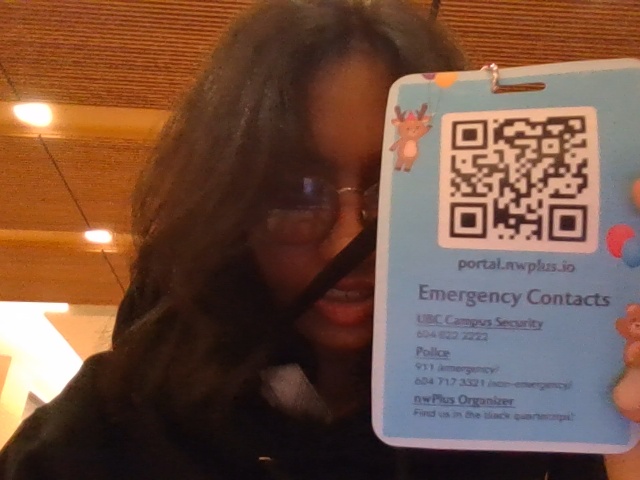 portal.nwplus.io
Emergency Contacts
UBC Campus Security
604 822 2222
Police
911 (emergency)
604 717 3321 (non-emergency)
nwPlus Organizer
Find us in the black quarterzips!